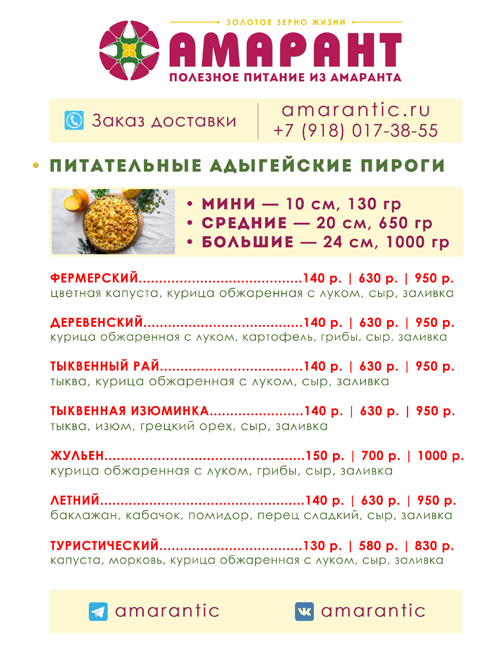 ЗОЛОТОЕ ЗЕРНО ЖИЗНИ
АМАРАНТ
ПОЛЕЗНОЕ ПИТАНИЕ ИЗ АМАРАНТА
Заказ доставки
amarantic.ru
+7 (918) 017-38-55
• ПИТАТЕЛЬНЫЕ АДЫГЕЙСКИЕ ПИРОГИ
• МИНИ — 10 см, 130 гр
• СРЕДНИЕ — 20 см, 650 гр
• БОЛЬШИЕ — 24 см, 1000 гр
ФЕРМЕРСКИЙ........................................140 р. | 630 р. | 950 р.
цветная капуста, курица обжаренная с луком, сыр, заливка
ДЕРЕВЕНСКИЙ.......................................140 р. | 630 р. | 950 р.
курица обжаренная с луком, картофель, грибы, сыр, заливка
ТЫКВЕННЫЙ РАЙ...................................140 р. | 630 р. | 950 р.
тыква, курица обжаренная с луком, сыр, заливка
ТЫКВЕННАЯ ИЗЮМИНКА.......................140 р. | 630 р. | 950 р.
тыква, изюм, грецкий орех, сыр, заливка
ЖУЛЬЕН.................................................150 р. | 700 р. | 1000 р.
курица обжаренная с луком, грибы, сыр, заливка
ЛЕТНИЙ..................................................140 р. | 630 р. | 950 р.
баклажан, кабачок, помидор, перец сладкий, сыр, заливка
ТУРИСТИЧЕСКИЙ...................................130 р. | 580 р. | 830 р.
капуста, морковь, курица обжаренная с луком, сыр, заливка
amarantic
amarantic